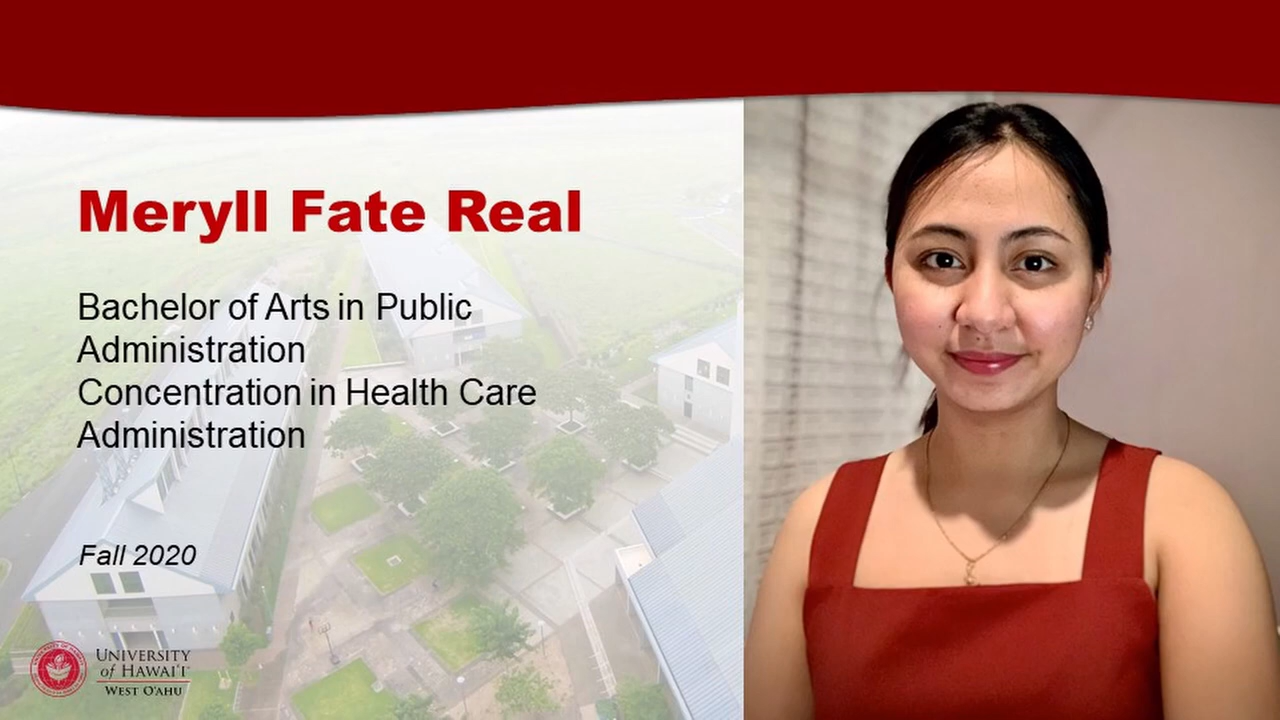 Meryll Fate Real
Bachelor of Arts in Public
Administration
Concentration in Health Care
Administration
Fall 2020
UNIVERSITY
of HAWAI‘I
WEST O‘AHU